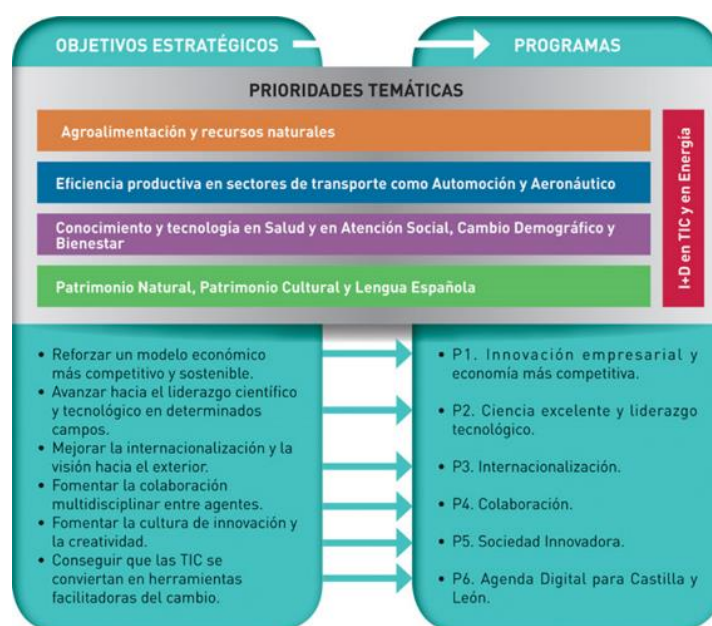 OBJETIVOS ESTRATÉGICOS
PROGRAMAS
PRIORIDADES TEMÁTICAS
Agroalimentación y recursos naturales
Eficiencia productiva en sectores de transporte como Automoción y Aeronáutico
Conocimiento y tecnología en Salud y en Atención Social, Cambio Demográfico y
Bienestar
Patrimonio Natural, Patrimonio Cultural y Lengua Española
I+D en TIC y en Energía
• Reforzar un modelo económico
más competitivo y sostenible.
• Avanzar hacia el liderazgo científico
y tecnológico en determinados
campos.
• Mejorar la internacionalización y la
visión hacia el exterior.
• Fomentar la colaboración
multidisciplinar entre agentes.
• Fomentar la cultura de innovación y
la creatividad.
• Conseguir que las TIC se
conviertan en herramientas
facilitadoras del cambio.
• P1. Innovación empresarial y
economía más competitiva.
• P2. Ciencia excelente y liderazgo
tecnológico.
• P3. Internacionalización.
• P4. Colaboración.
• P5. Sociedad Innovadora.
• P6. Agenda Digital para Castilla y
León.